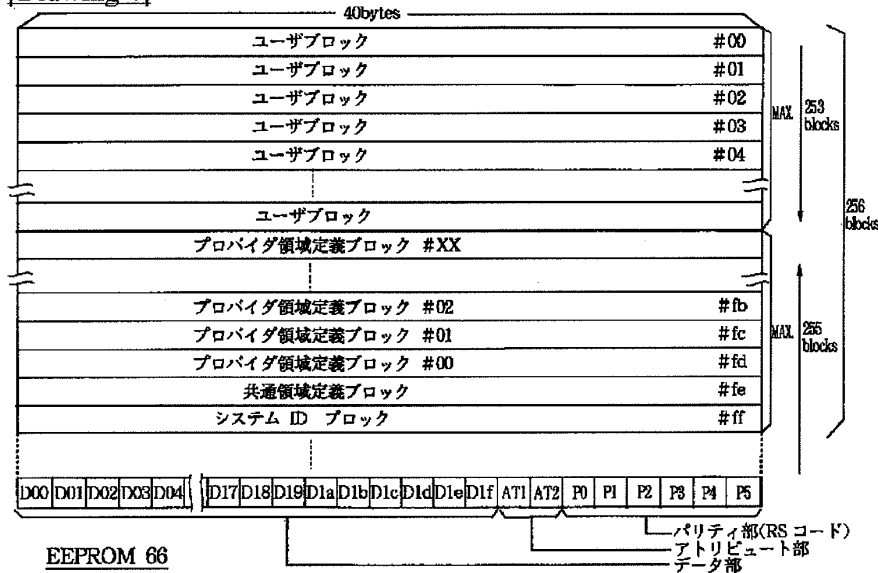 40bytes
ユーザブロック #00
ユーザブロック #01
ユーザブロック #02
ユーザブロック #03
ユーザブロック #04
MAX. 253 blocks
ユーザブロック
256 blocks
プロバイダ領域定義ブロック #XX
プロバイダ領域定義ブロック #02 #fb
プロバイダ領域定義ブロック #01 #fc
プロバイダ領域定義ブロック #00 #fd
共通領域定義ブロック #fe
システム ID ブロック #ff
MAX. 255 blocks
D00 D01 D02 D03 D04 D17 D18 D19 D1a D1b D1c D1d D1e D1f AT1 AT2 P0 P1 P2 P3 P4 P5
パリティ部(RS コード)
アトリビュート部
データ部
EEPROM 66